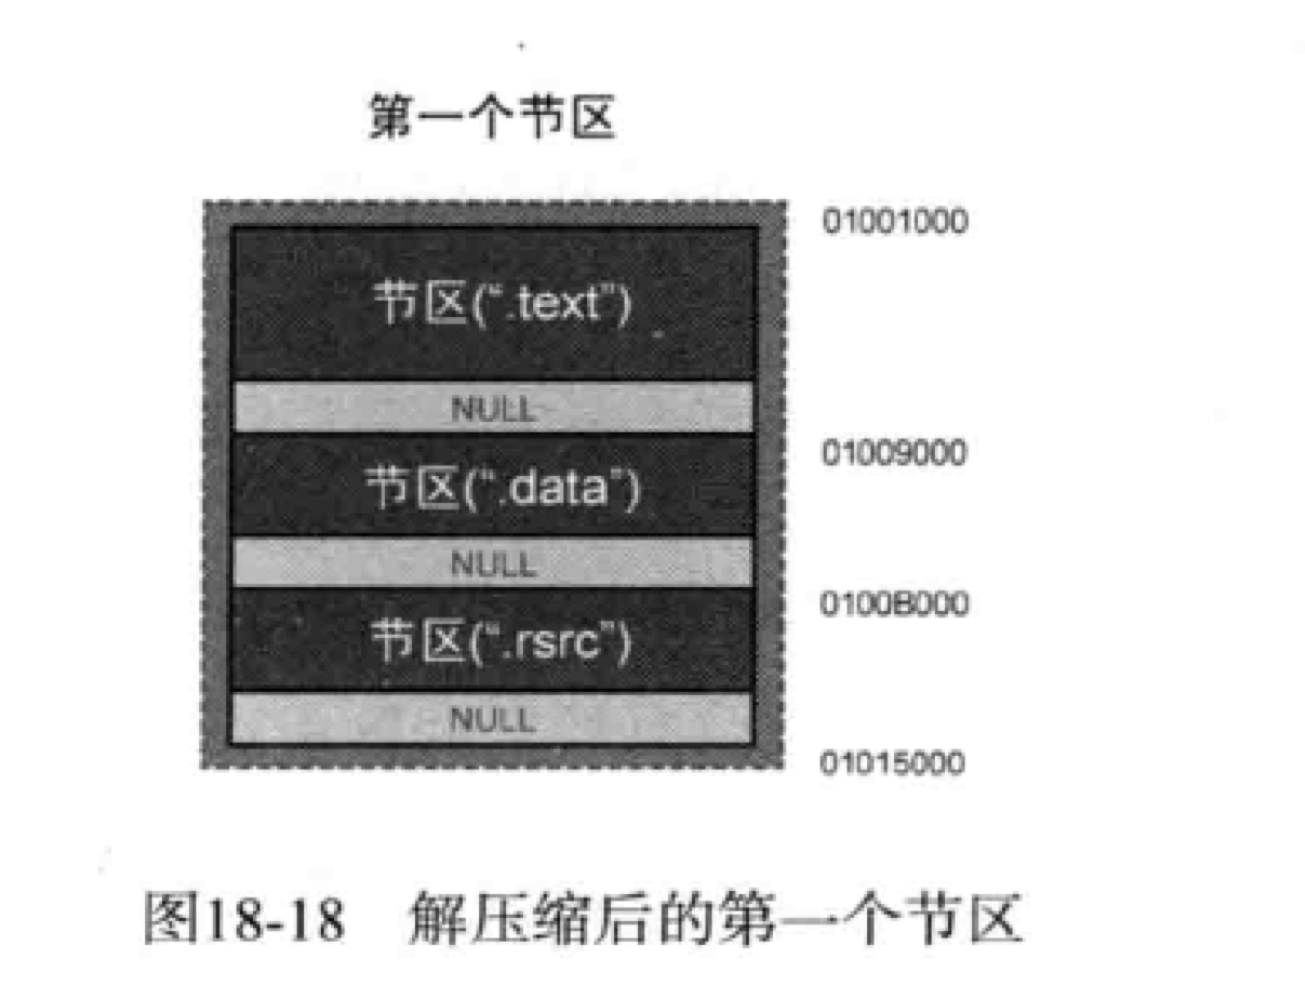 第一个节区
01001000
节区(“.text”)
NULL
01009000
节区(“.data”)
NULL
0100B000
节区(“.rsrc”)
NULL
01015000
图18-18 解压缩后的第一个节区